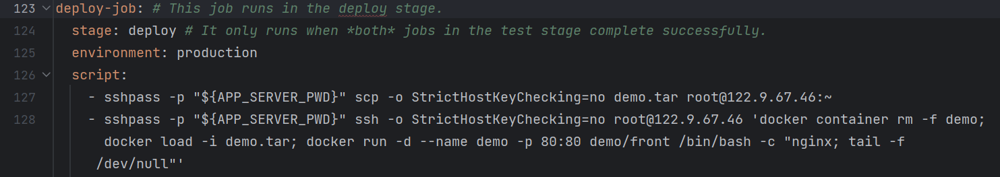 123 deploy-job: # This job runs in the deploy stage.
124 stage: deploy # It only runs when *both* jobs in the test stage complete successfully.
125 environment: production
126 script:
127 - sshpass -p "${APP_SERVER_PWD}" scp -o StrictHostKeyChecking=no demo.tar root@122.9.67.46:~
128 - sshpass -p "${APP_SERVER_PWD}" ssh -o StrictHostKeyChecking=no root@122.9.67.46 'docker container rm -f demo;
docker load -i demo.tar; docker run -d --name demo -p 80:80 demo/front /bin/bash -c "nginx; tail -f
/dev/null"'